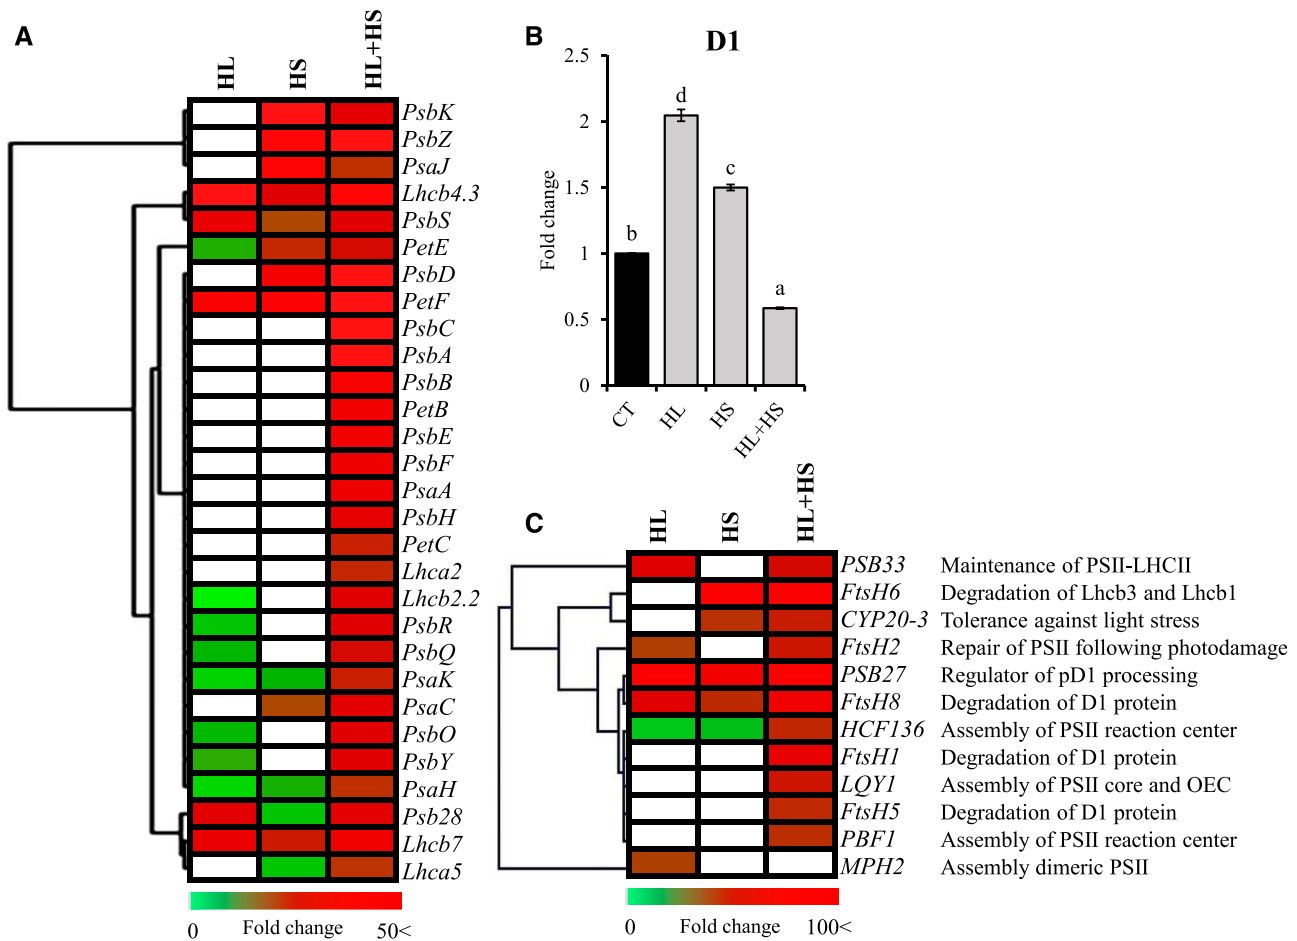 A
HL
HS
HL+HS
PsbK
PsbZ
PsaJ
Lhcb4.3
PsbS
PetE
PsbD
PetF
PsbC
PsbA
PsbB
PetB
PsbE
PsbF
PsaA
PsbH
PetC
Lhca2
Lhcb2.2
PsbR
PsbQ
PsaK
PsaC
PsbO
PsbY
PsaH
Psb28
Lhcb7
Lhca5
0 Fold change 50<
B
D1
Fold change
2.5
2
1.5
1
0.5
0
b
d
c
a
CT
HL
HS
HL+HS
C
HL
HS
HL+HS
PSB33 Maintenance of PSII-LHCII
FtsH6 Degradation of Lhcb3 and Lhcb1
CYP20-3 Tolerance against light stress
FtsH2 Repair of PSII following photodamage
PSB27 Regulator of pD1 processing
FtsH8 Degradation of D1 protein
HCF136 Assembly of PSII reaction center
FtsH1 Degradation of D1 protein
LQY1 Assembly of PSII core and OEC
FtsH5 Degradation of D1 protein
PBF1 Assembly of PSII reaction center
MPH2 Assembly dimeric PSII
0 Fold change 100<